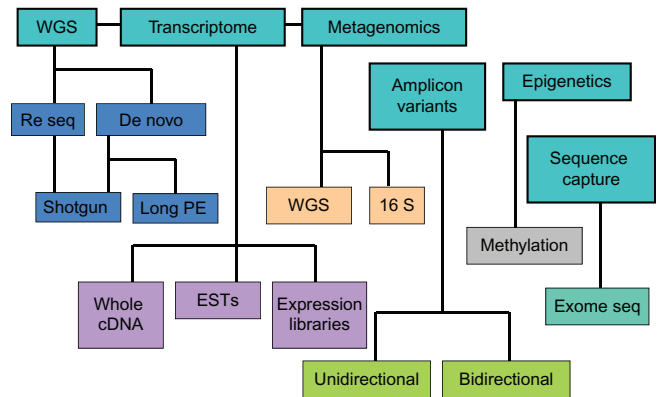 WGS
Transcriptome
Metagenomics
Amplicon
variants
Epigenetics
Re seq
De novo
Sequence
capture
Shotgun
Long PE
WGS
16 S
Methylation
Whole
cDNA
ESTs
Expression
libraries
Exome seq
Unidirectional
Bidirectional